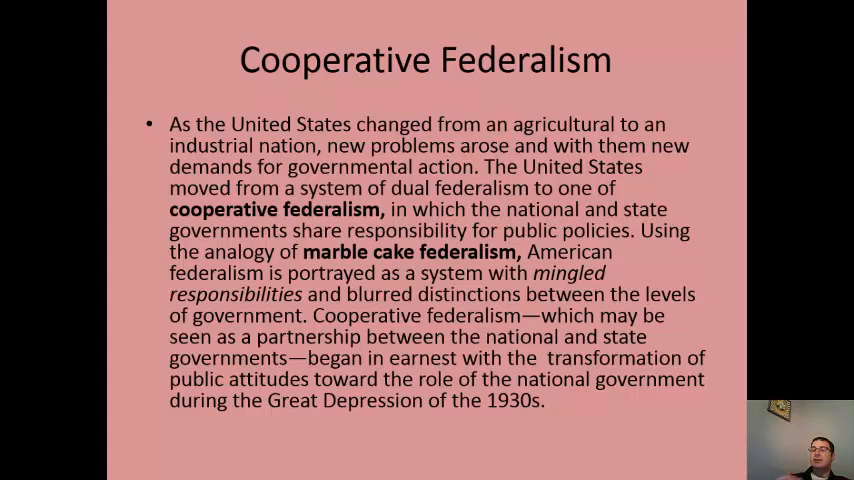 Cooperative Federalism
• As the United States changed from an agricultural to an
industrial nation, new problems arose and with them new
demands for governmental action. The United States
moved from a system of dual federalism to one of
cooperative federalism, in which the national and state
governments share responsibility for public policies. Using
the analogy of marble cake federalism, American
federalism is portrayed as a system with mingled
responsibilities and blurred distinctions between the levels
of government. Cooperative federalism—which may be
seen as a partnership between the national and state
governments—began in earnest with the  transformation of
public attitudes toward the role of the national government
during the Great Depression of the 1930s.